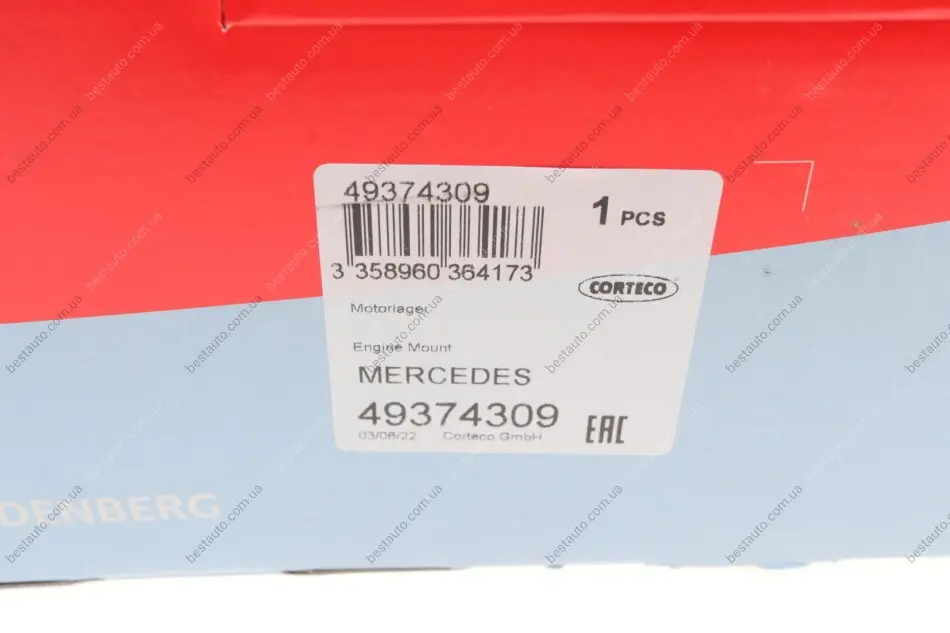 49374309
1 PCS
3 358960 364173
CORTECO
Motorlager
Engine Mount
MERCEDES
49374309
03/08/22 Corteco GmbH
EAC
DENBERG
bestauto.com.ua